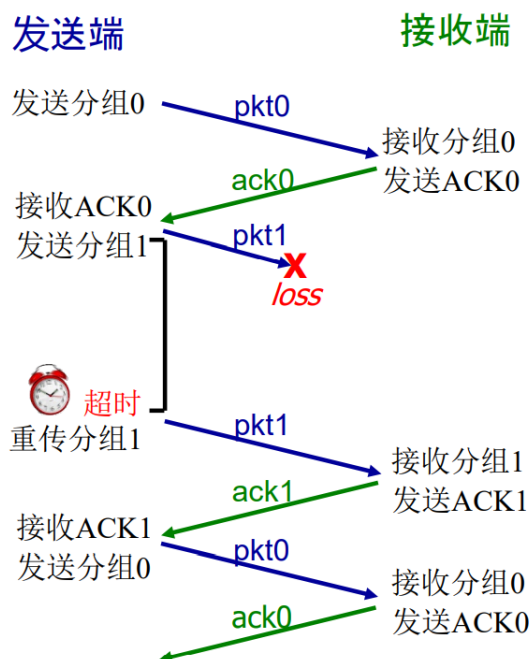 发送端
接收端
发送分组0
pkt0
接收分组0
发送ACK0
ack0
接收ACK0
发送分组1
pkt1
X
loss
超时
重传分组1
pkt1
接收分组1
发送ACK1
ack1
接收ACK1
发送分组0
pkt0
接收分组0
发送ACK0
ack0